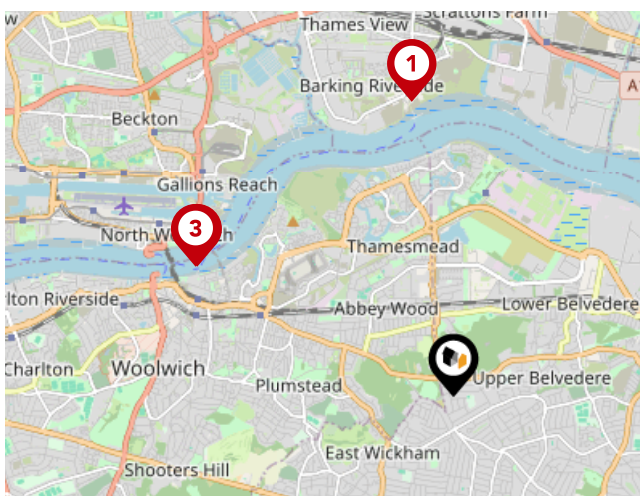 w
Scrattons Farm
Thames View
1
Barking Riverside
A
Beckton
Gallions Reach
3
North Woolwich
Thamesmead
lton Riverside
Abbey Wood
Lower Belvedere
Charlton
Woolwich
Plumstead
Upper Belvedere
East Wickham
Shooters Hill